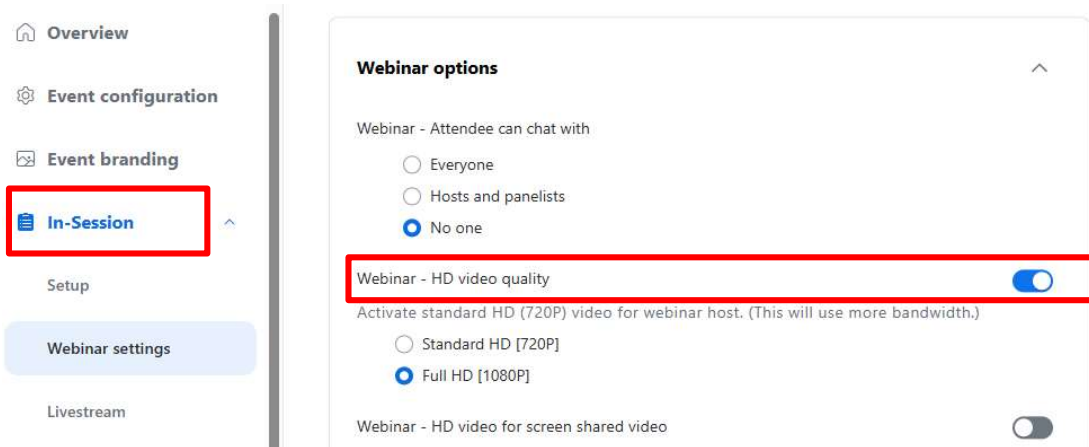 Overview
Event configuration
Event branding
In-Session
Setup
Webinar settings
Livestream
Webinar options
Webinar - Attendee can chat with
Everyone
Hosts and panelists
No one
Webinar - HD video quality
Activate standard HD (720P) video for webinar host. (This will use more bandwidth.)
Standard HD [720P]
Full HD [1080P]
Webinar - HD video for screen shared video